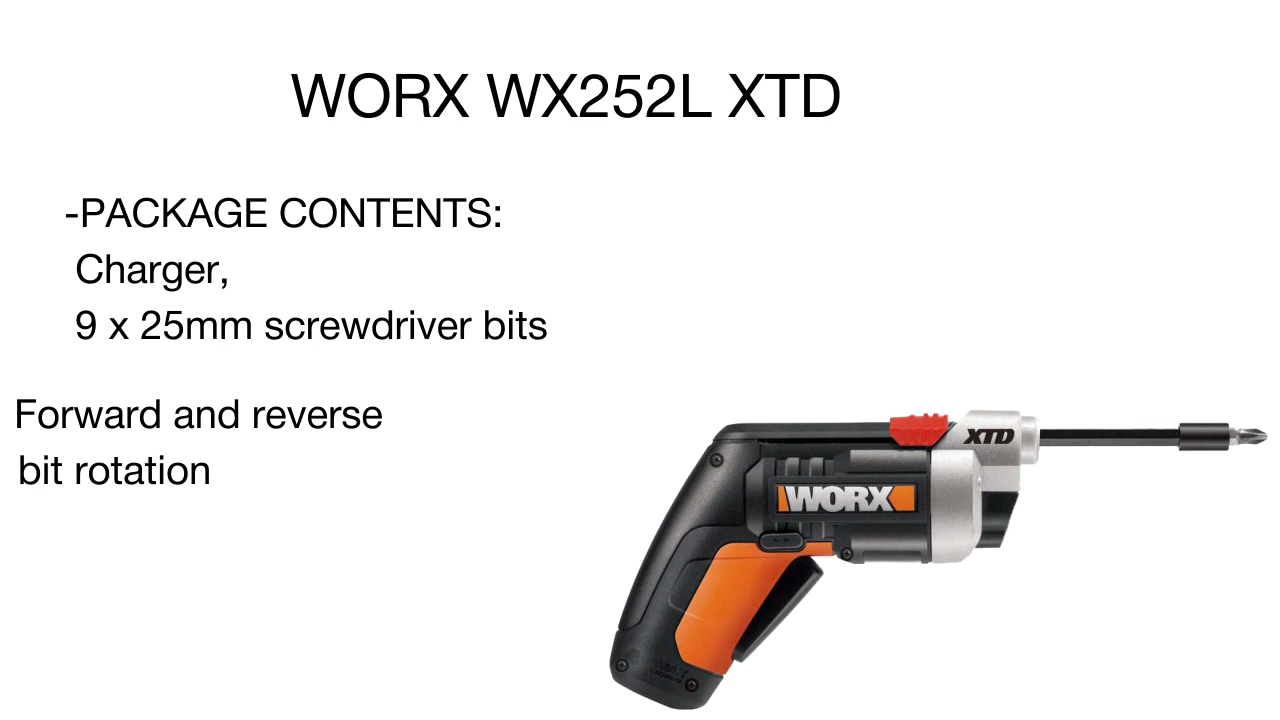 WORX WX252L XTD
-PACKAGE CONTENTS:
Charger,
9 x 25mm screwdriver bits
Forward and reverse
bit rotation
XTD
WORX